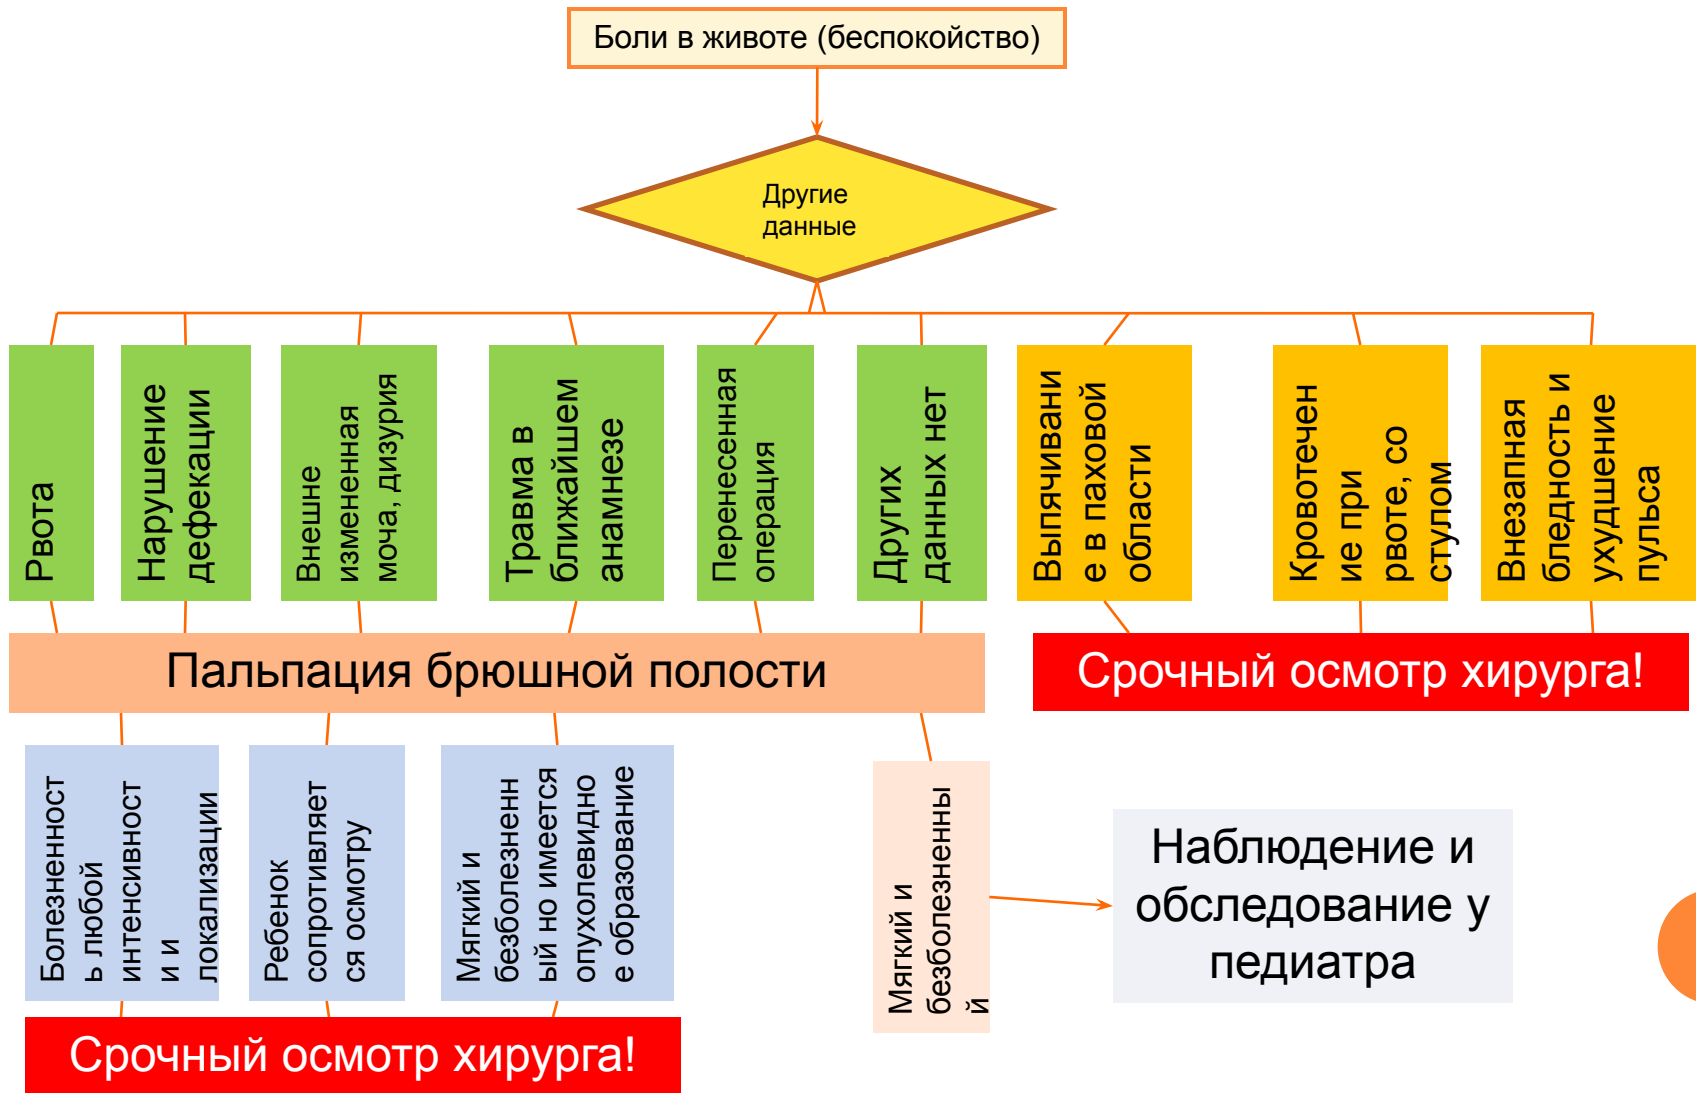 Боли в животе (беспокойство)
Другие
данные
Рвота
Нарушение
дефекации
Внешне
измененная
моча, дизурия
Травма в
ближайшем
анамнезе
Перенесенная
операция
Других
данных нет
Выпячивани
е в паховой
области
Кровотечен
ие при
рвоте, со
стулом
Внезапная
бледность и
ухудшение
пульса
Пальпация брюшной полости
Срочный осмотр хирурга!
Болезненност
ь любой
интенсивност
и и
локализации
Ребенок
сопротивляет
ся осмотру
Мягкий и
безболезненн
ый но имеется
опухолевидно
е образование
Мягкий и
безболезненны
й
Наблюдение и
обследование у
педиатра
Срочный осмотр хирурга!